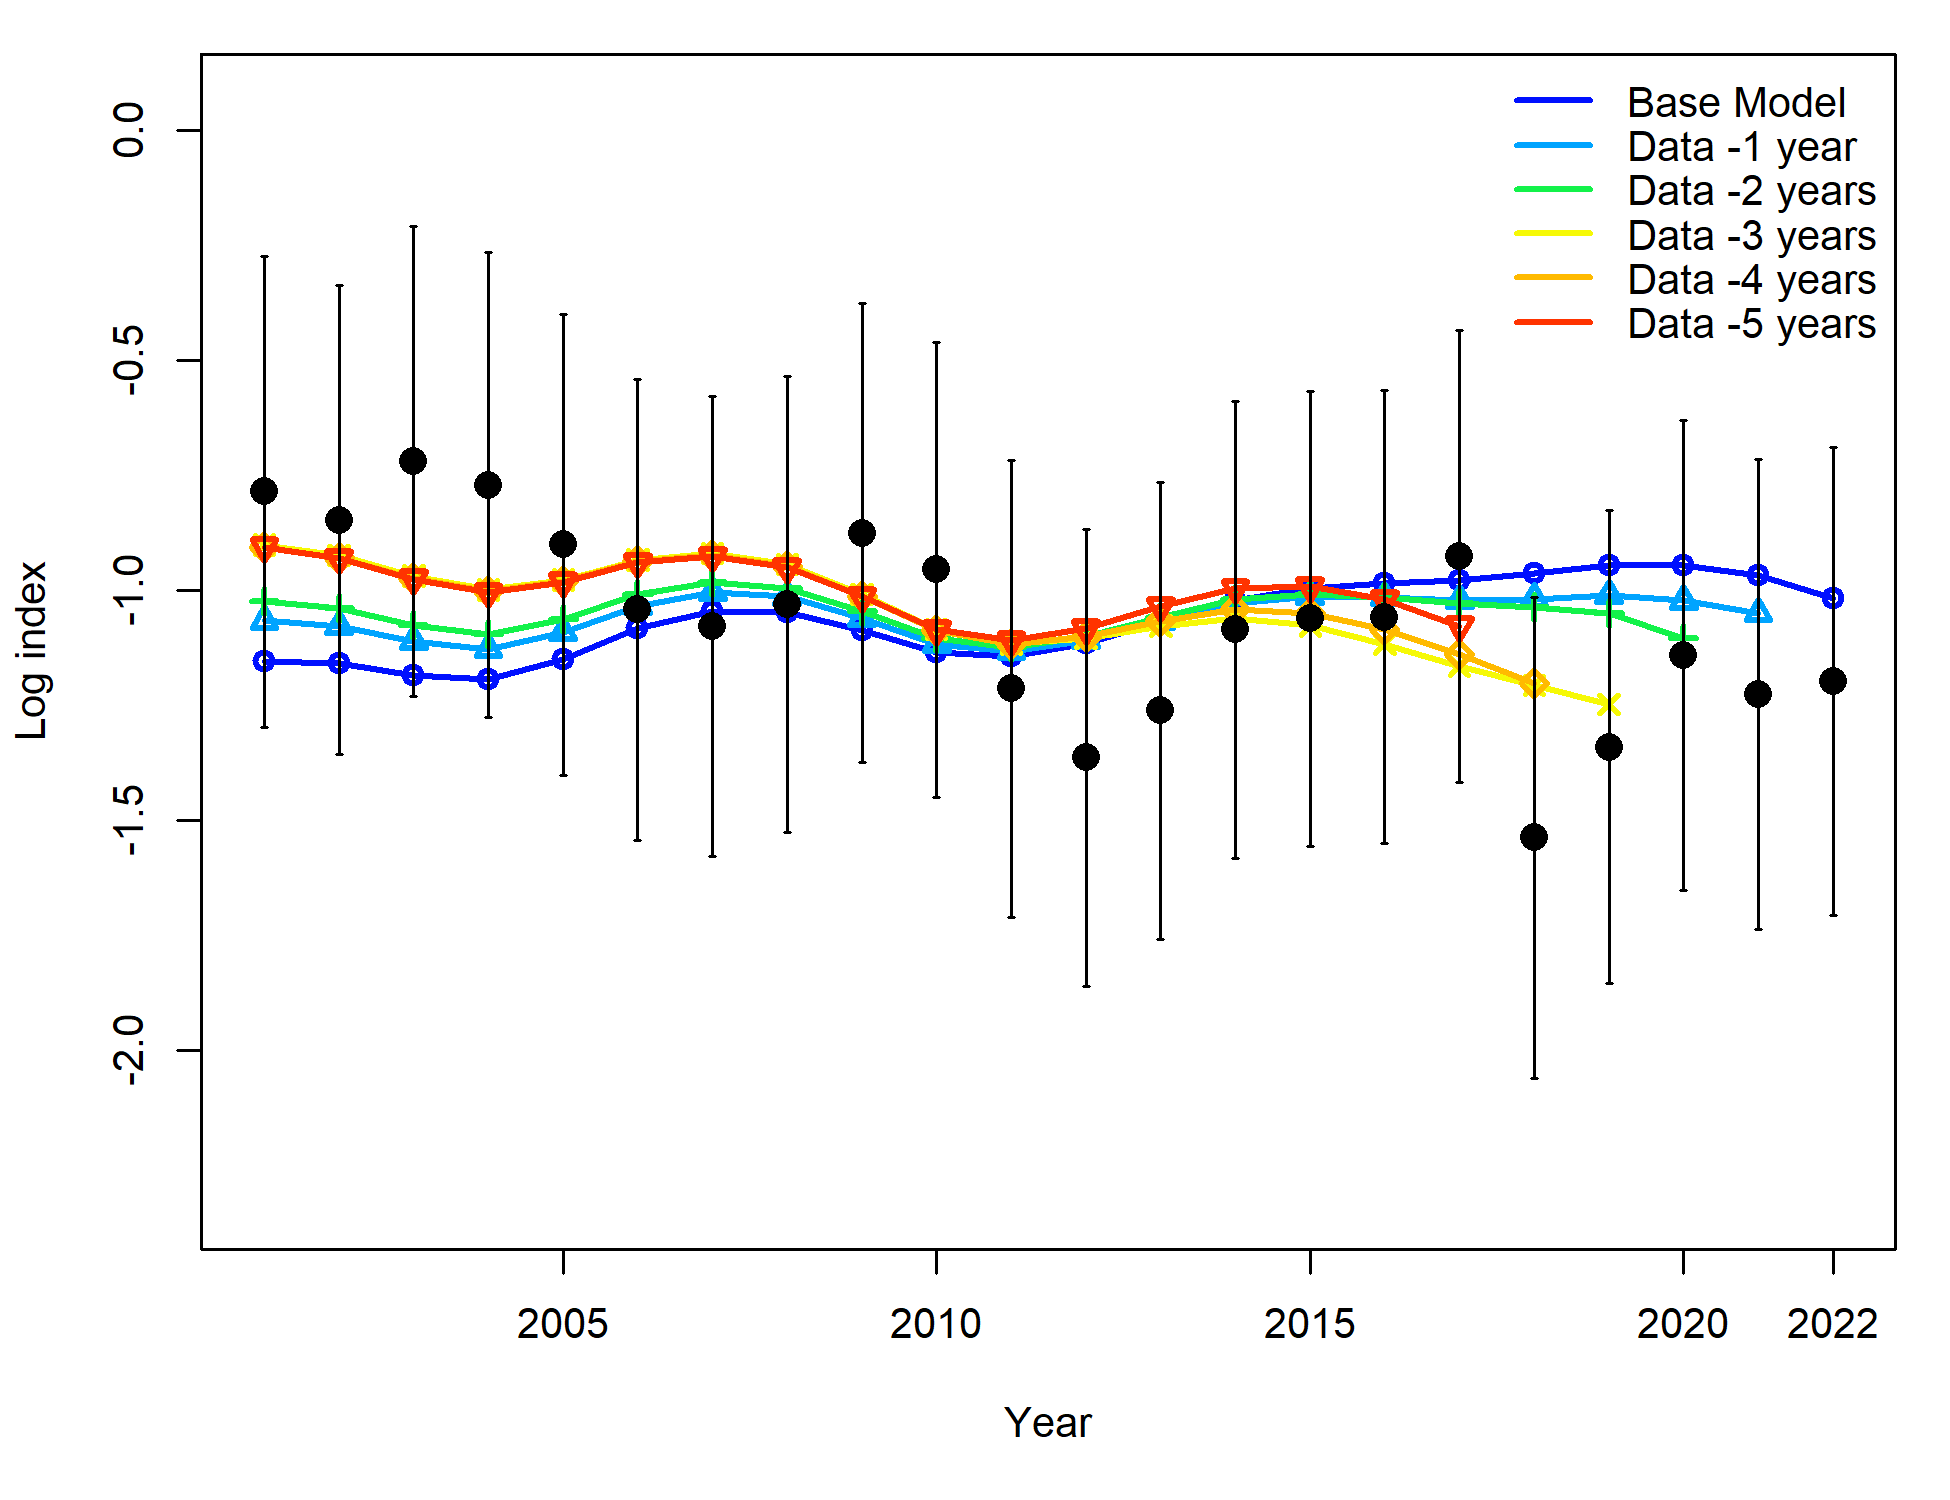 Base Model
Data -1 year
Data -2 years
Data -3 years
Data -4 years
Data -5 years
0.0
-0.5
-1.0
-1.5
-2.0
Log index
2005
2010
2015
2020
2022
Year